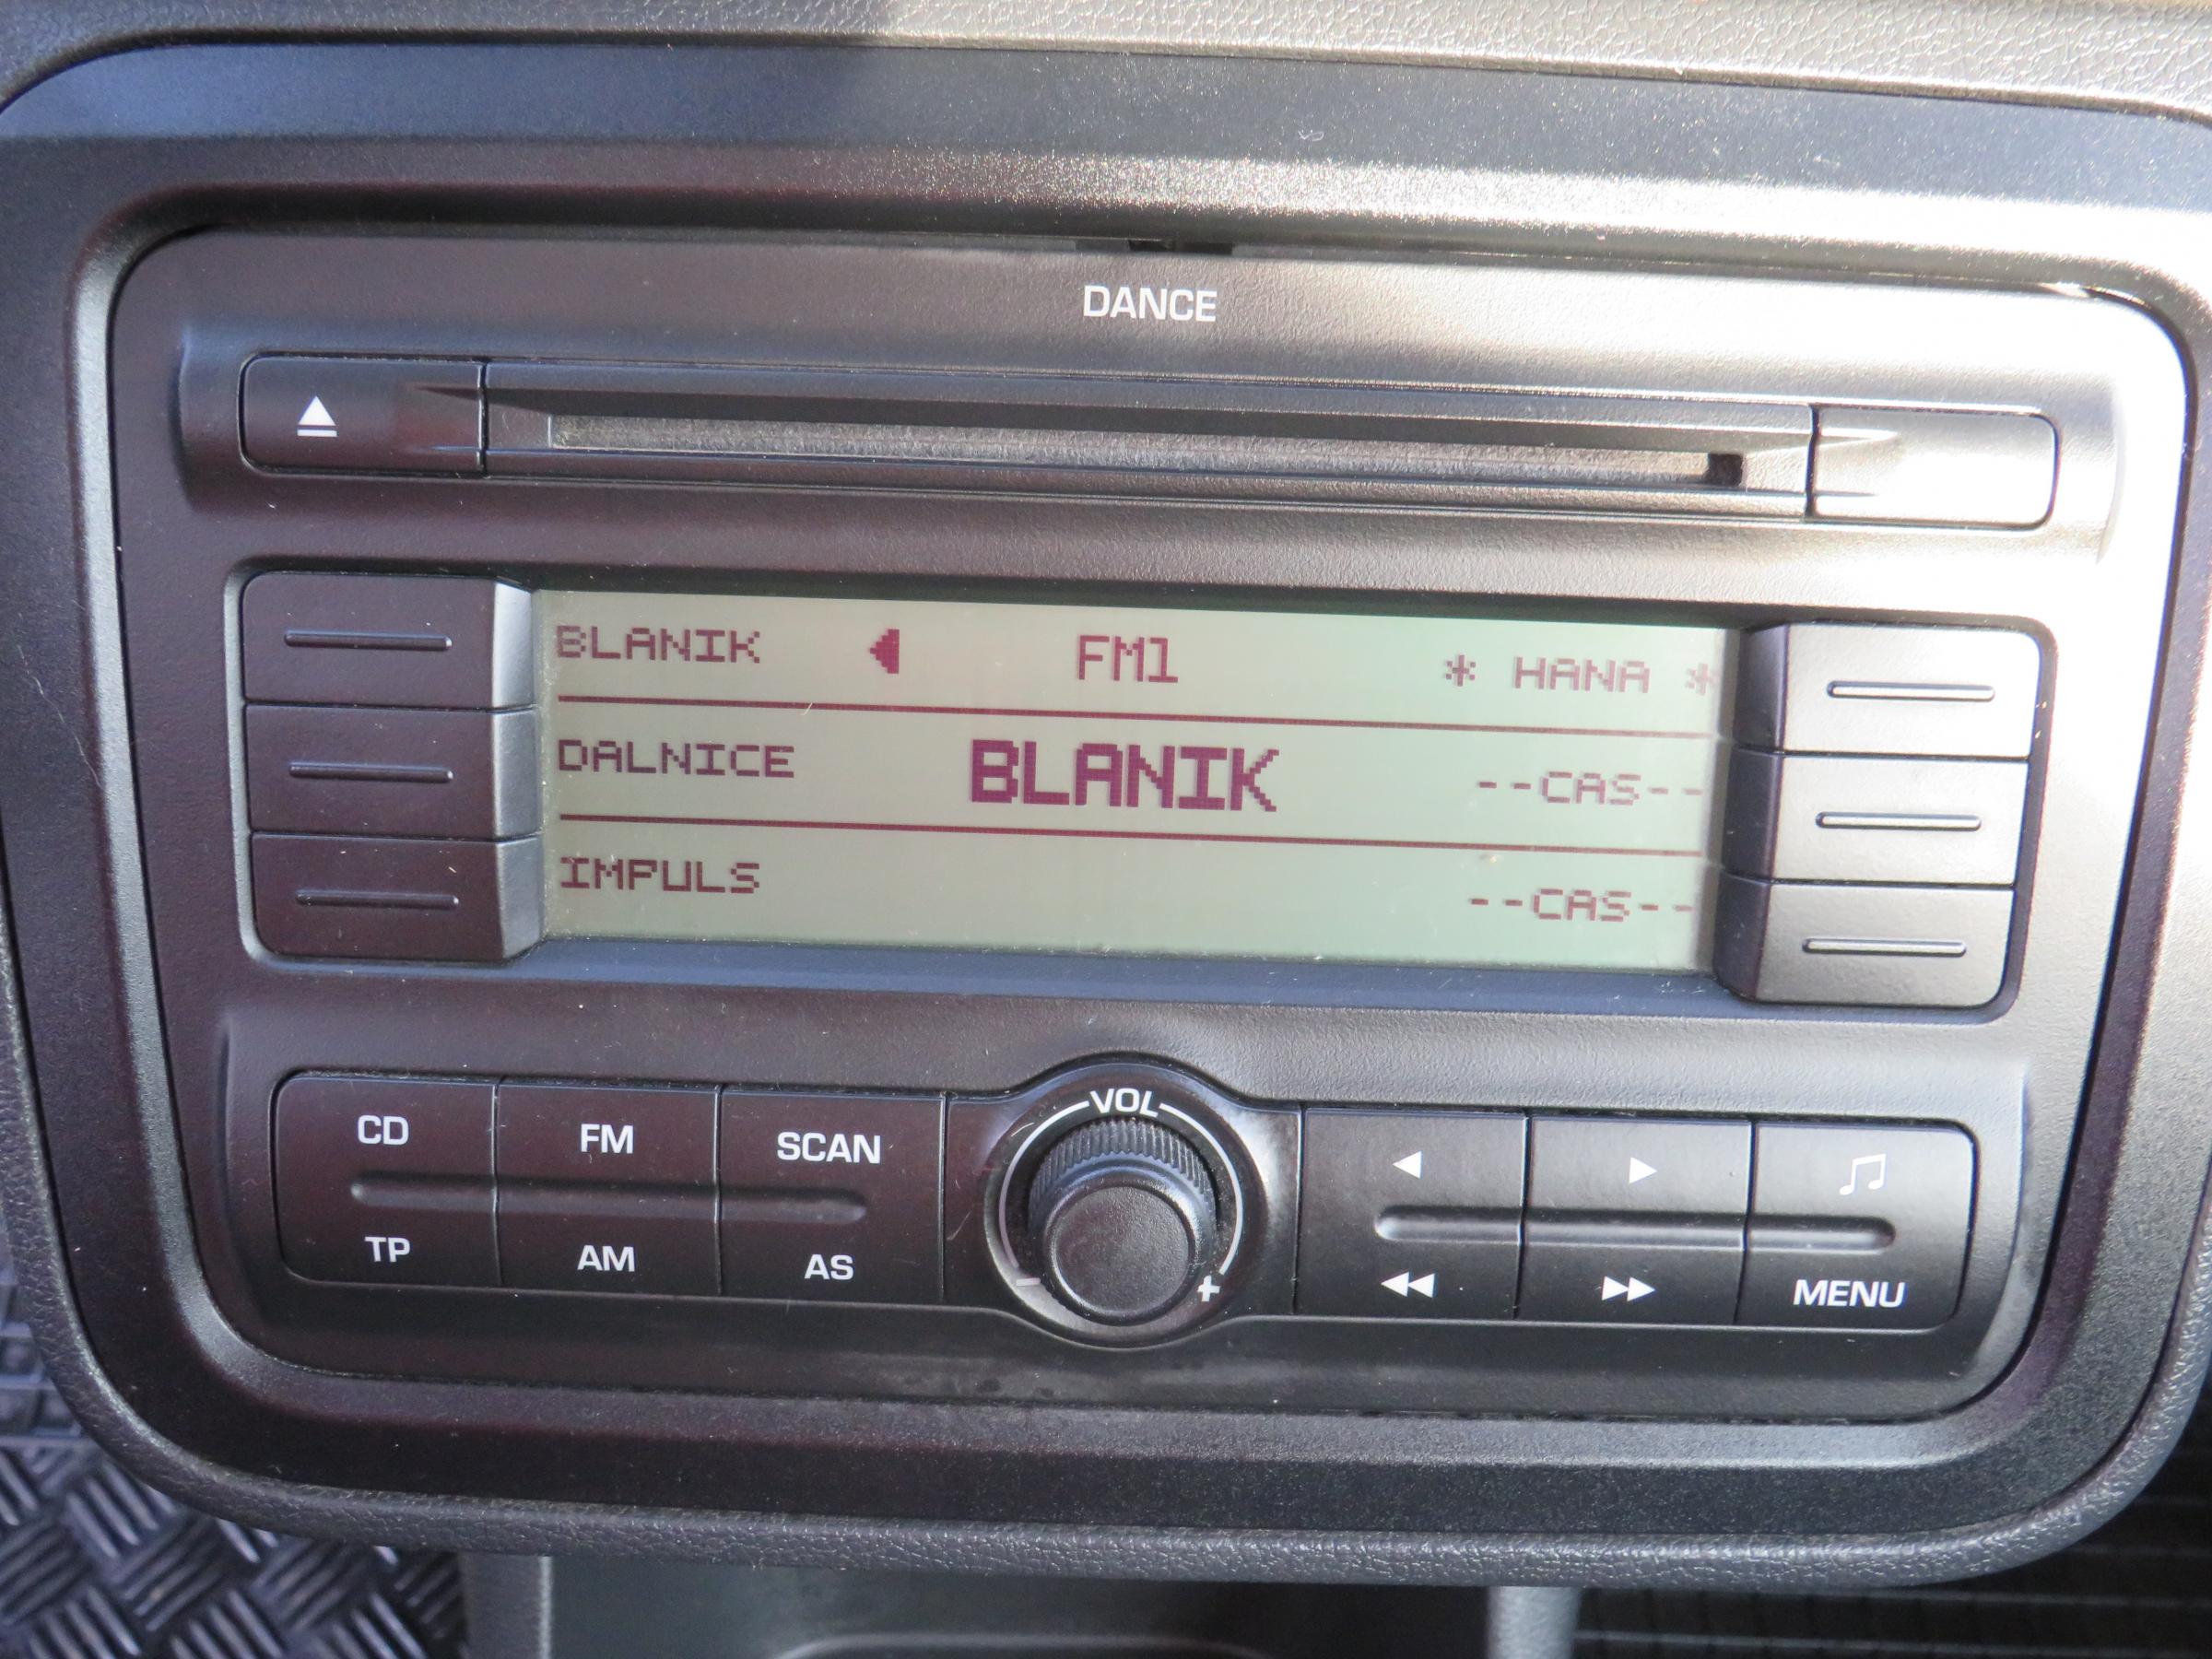 DANCE
BLANIK FM1 * HANA *
DALNICE BLANIK --CAS--
IMPULS --CAS--
CD FM SCAN VOL
TP AM AS - + MENU